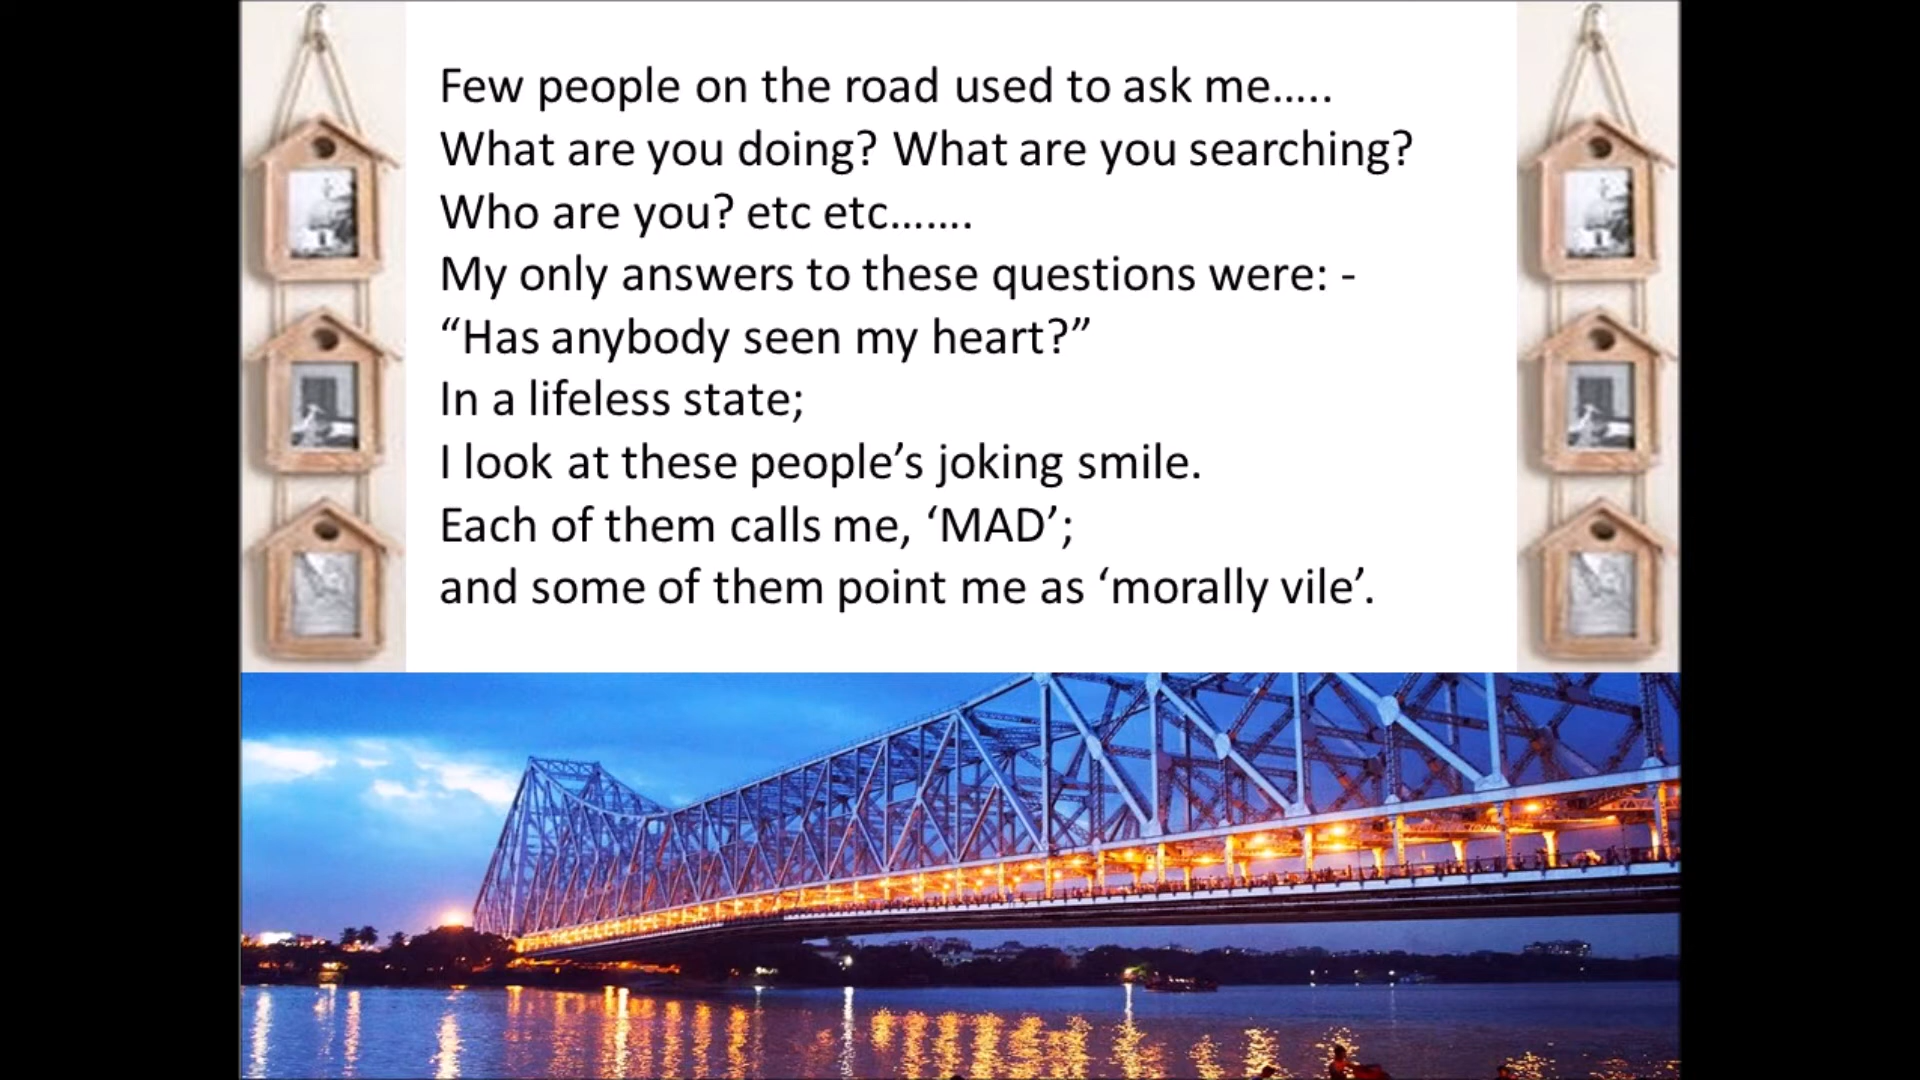 Few people on the road used to ask me.....
What are you doing? What are you searching?
Who are you? etc etc.......
My only answers to these questions were: -
“Has anybody seen my heart?”
In a lifeless state;
I look at these people’s joking smile.
Each of them calls me, ‘MAD’;
and some of them point me as ‘morally vile’.